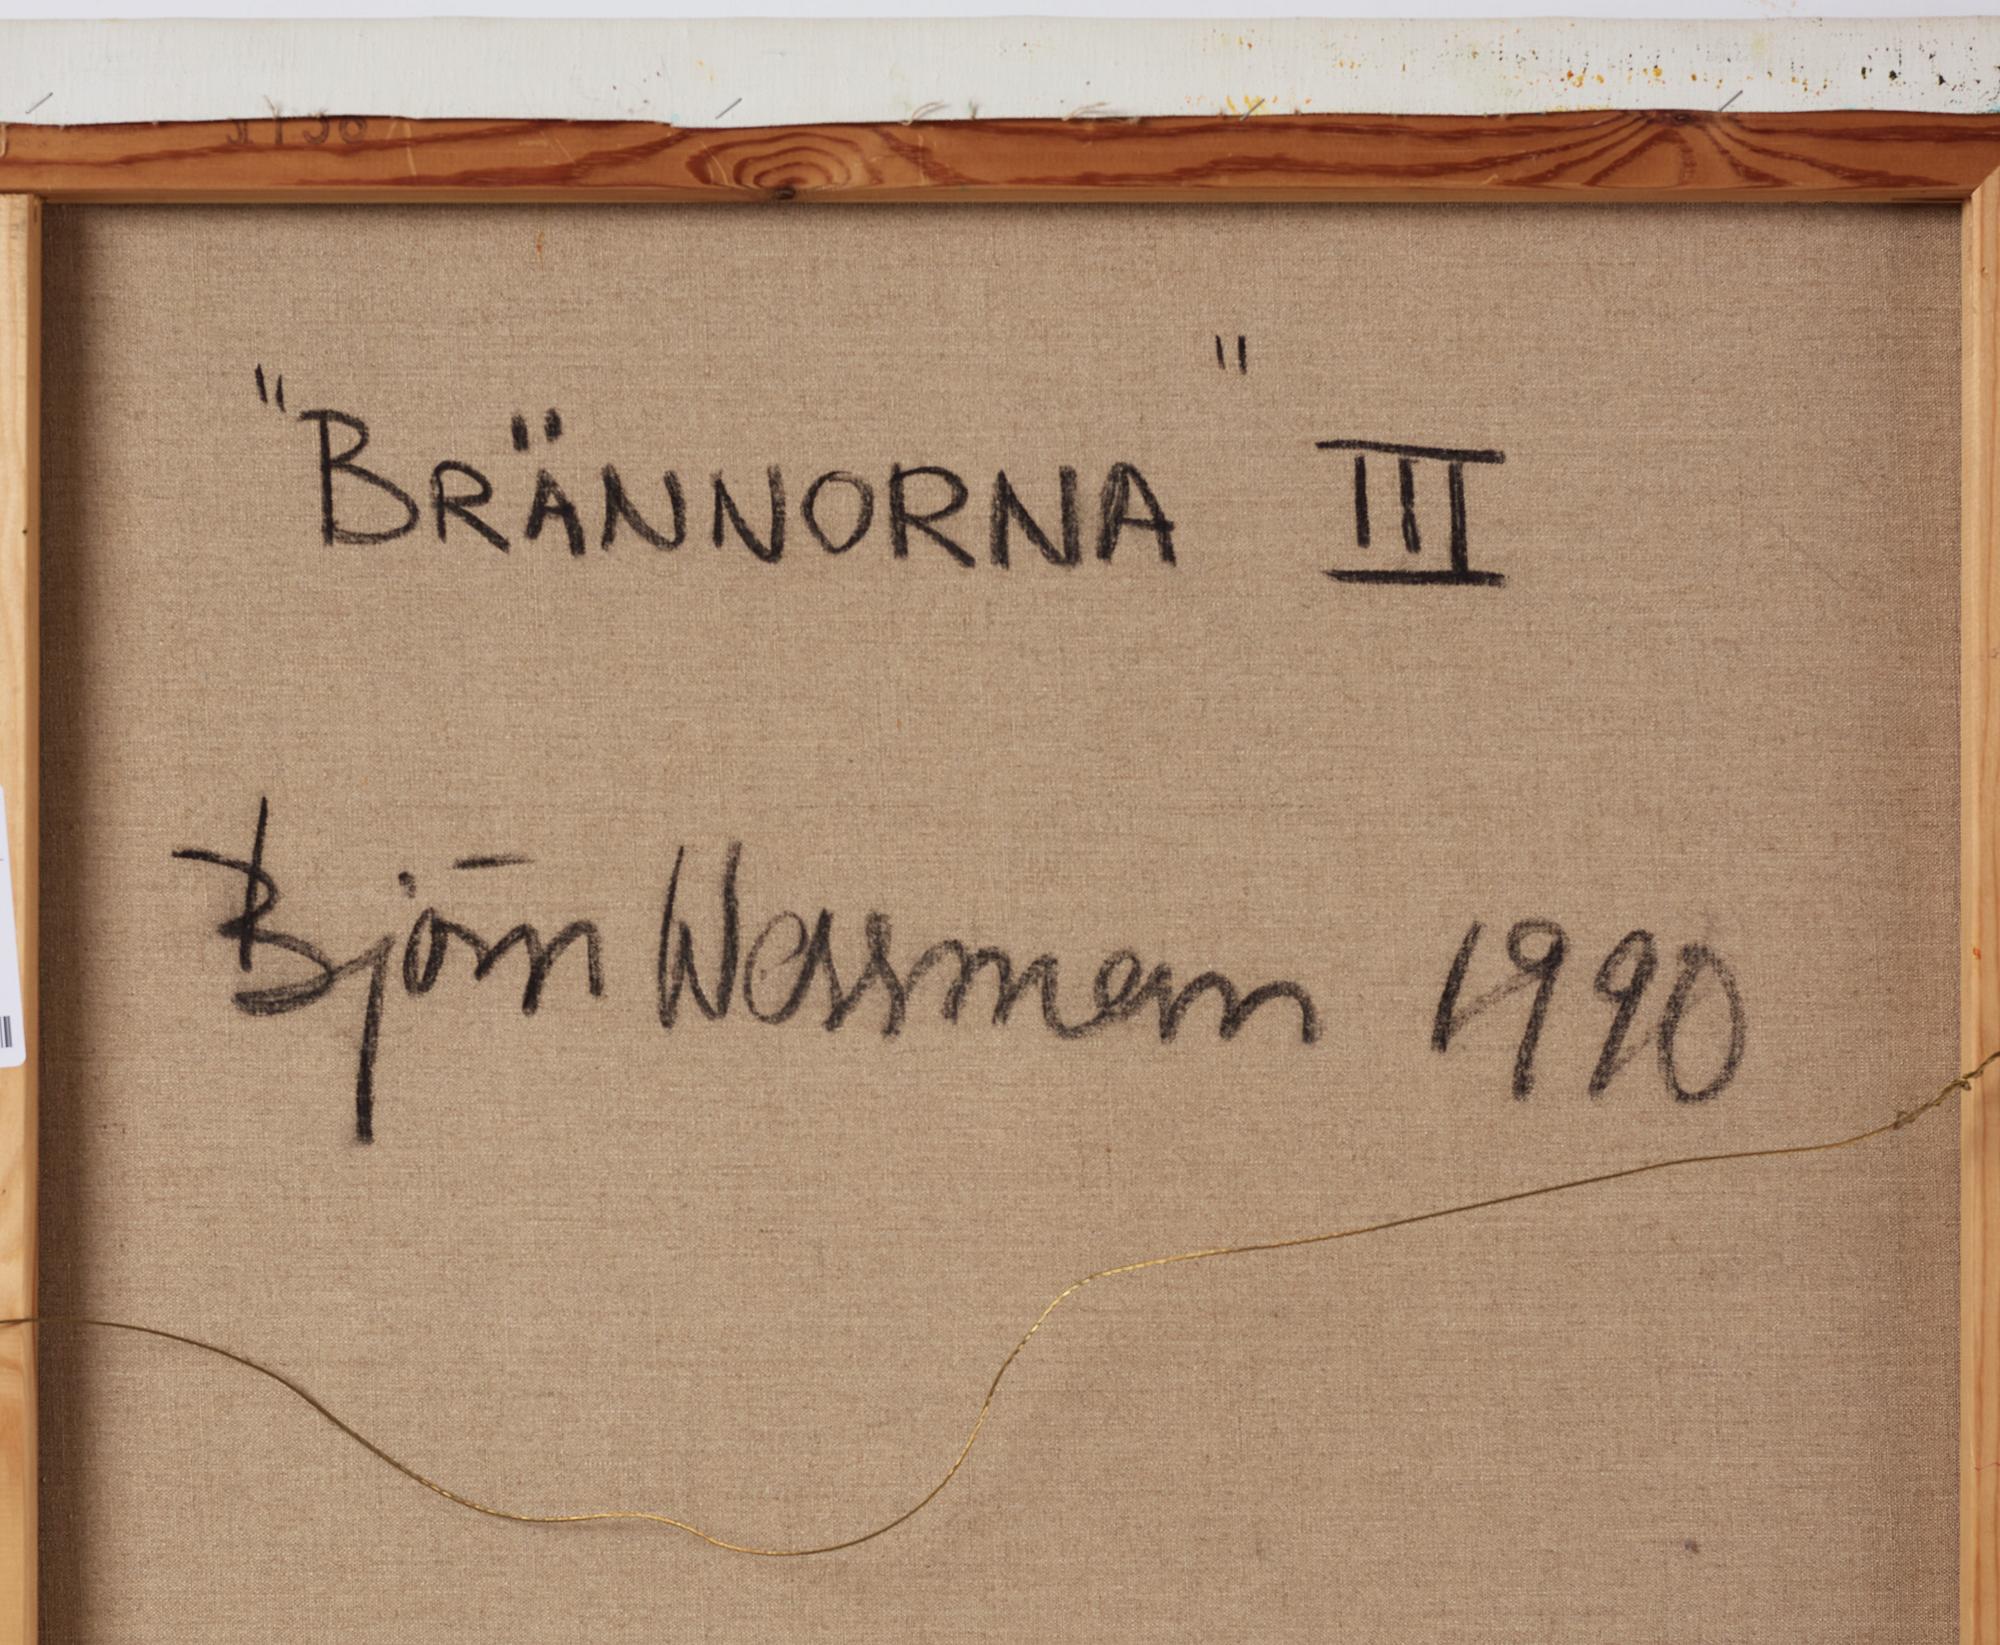 "BRÄNNORNA" III
Björn Wessman 1990